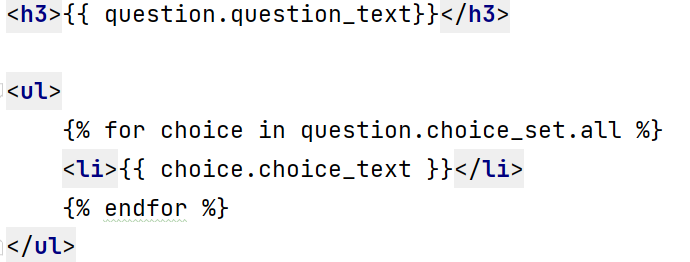 <h3>{{ question.question_text}}</h3>
<ul>
{% for choice in question.choice_set.all %}
<li>{{ choice.choice_text }}</li>
{% endfor %}
</ul>